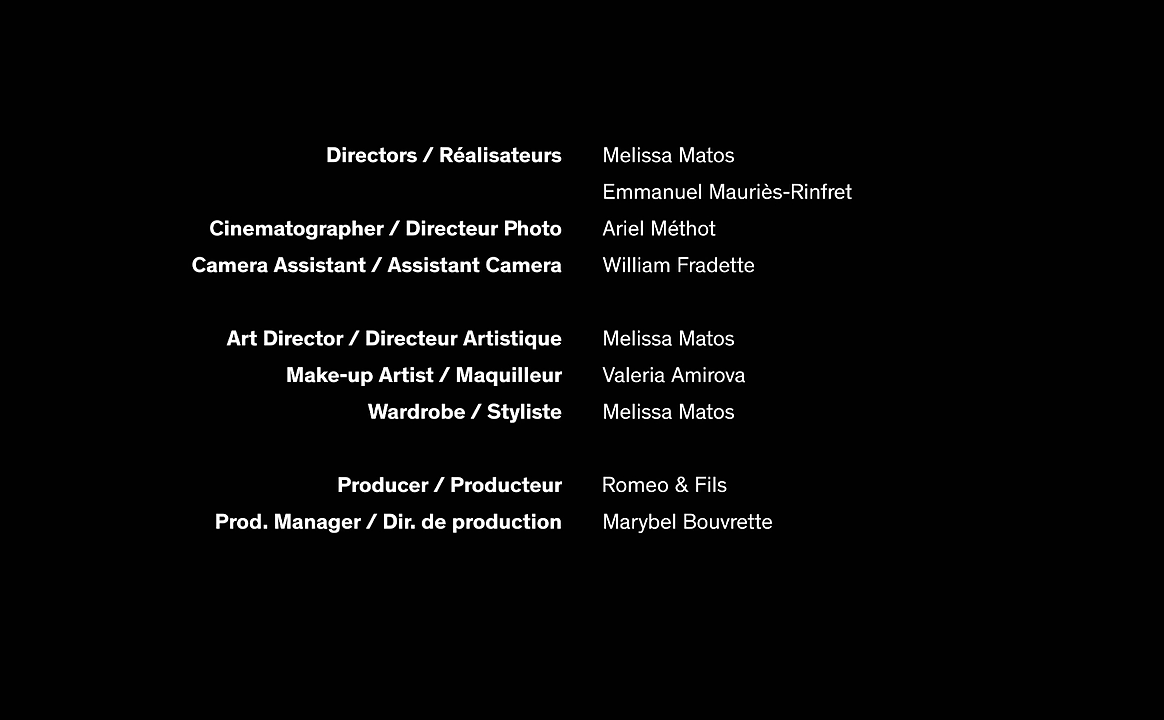 Directors / Réalisateurs Melissa Matos
Emmanuel Mauriès-Rinfret
Cinematographer / Directeur Photo Ariel Méthot
Camera Assistant / Assistant Camera William Fradette
Art Director / Directeur Artistique Melissa Matos
Make-up Artist / Maquilleur Valeria Amirova
Wardrobe / Styliste Melissa Matos
Producer / Producteur Romeo & Fils
Prod. Manager / Dir. de production Marybel Bouvrette